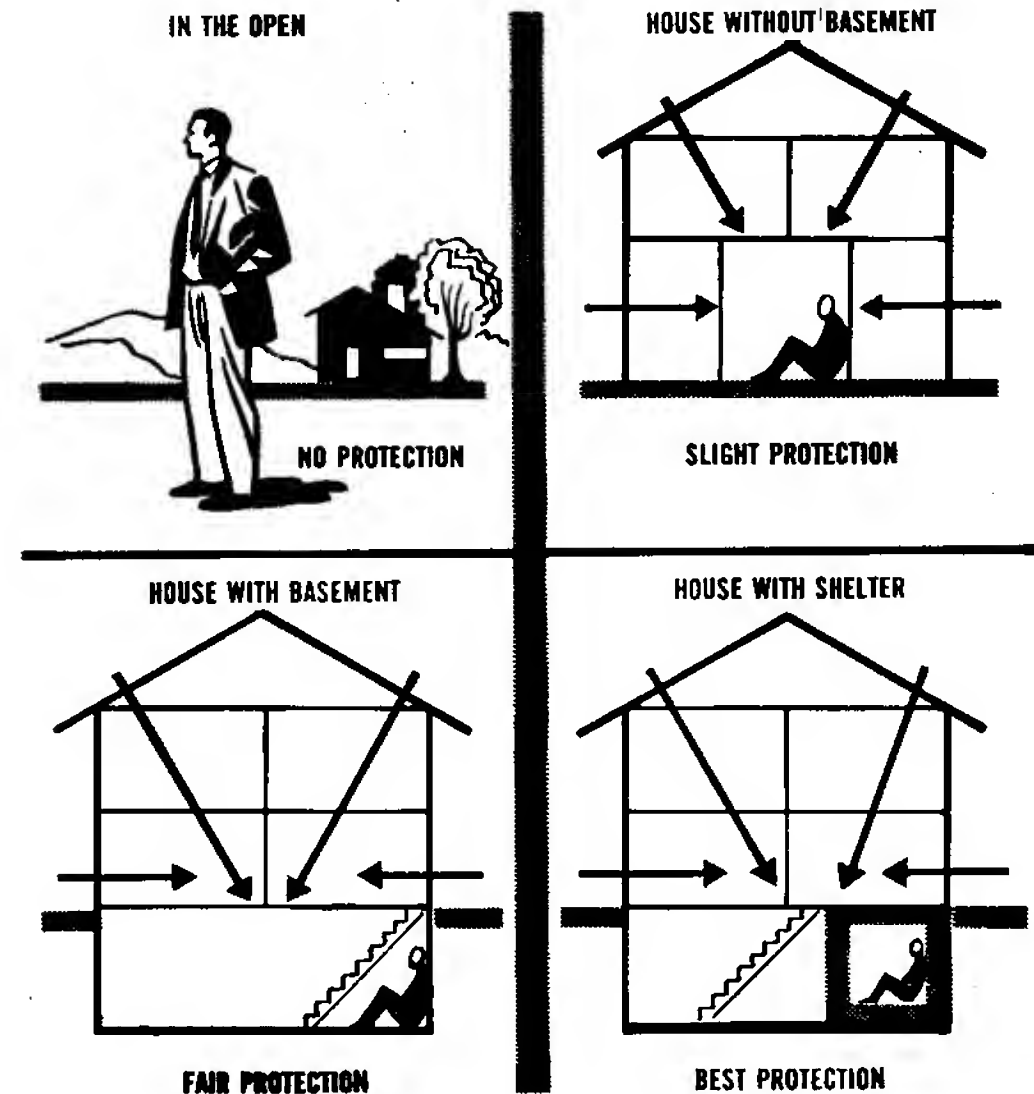 IN THE OPEN
NO PROTECTION
HOUSE WITHOUT BASEMENT
SLIGHT PROTECTION
HOUSE WITH BASEMENT
FAIR PROTECTION
HOUSE WITH SHELTER
BEST PROTECTION